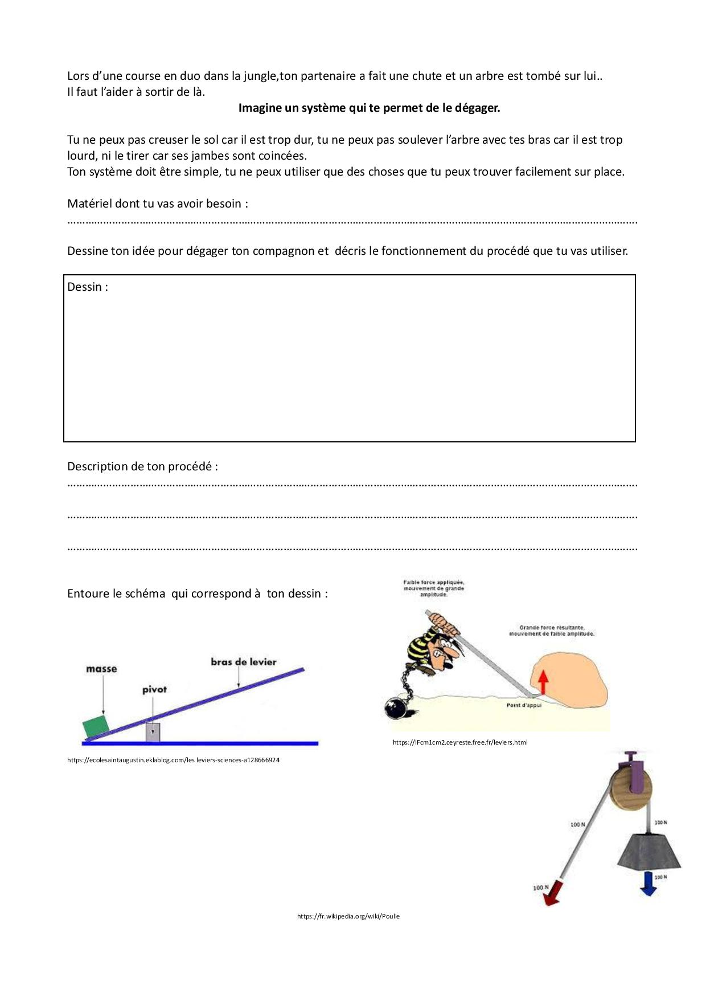 Lors d’une course en duo dans la jungle,ton partenaire a fait une chute et un arbre est tombé sur lui..
Il faut l’aider à sortir de là.
Imagine un système qui te permet de le dégager.
Tu ne peux pas creuser le sol car il est trop dur, tu ne peux pas soulever l’arbre avec tes bras car il est trop
lourd, ni le tirer car ses jambes sont coincées.
Ton système doit être simple, tu ne peux utiliser que des choses que tu peux trouver facilement sur place.
Matériel dont tu vas avoir besoin :
……………………………………………………………………………………………………………………………………………………………………….
Dessine ton idée pour dégager ton compagnon et  décris le fonctionnement du procédé que tu vas utiliser.
Dessin :
Description de ton procédé :
……………………………………………………………………………………………………………………………………………………………………….
……………………………………………………………………………………………………………………………………………………………………….
……………………………………………………………………………………………………………………………………………………………………….
Entoure le schéma  qui correspond à  ton dessin :
Faible force appliquée,
mouvement de grande
amplitude.
Grande force résultante,
mouvement de faible amplitude.
Point d'appui
https://lFcm1cm2.ceyreste.free.fr/leviers.html
masse
pivot
bras de levier
https://ecolesaintaugustin.eklablog.com/les leviers-sciences-a128666924
100 N
100 N
100 N
100 N
https://fr.wikipedia.org/wiki/Poulie